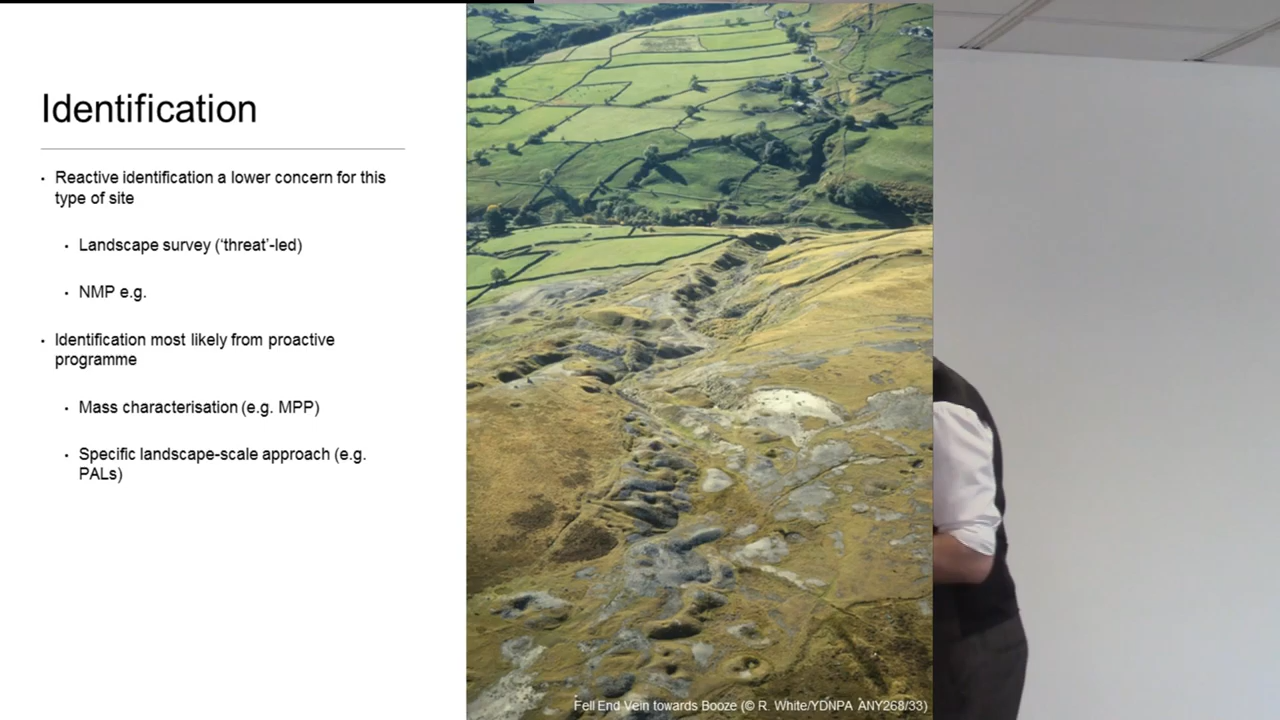 Identification
• Reactive identification a lower concern for this
type of site
• Landscape survey (‘threat’-led)
• NMP e.g.
• Identification most likely from proactive
programme
• Mass characterisation (e.g. MPP)
• Specific landscape-scale approach (e.g.
PALs)
Fell End Vein towards Booze (© R. White/YDNPA ANY268/33)